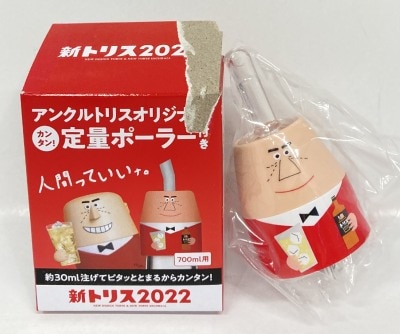 新トリス2022
アンクルトリスオリジナ
カンタン!
定量ポーラー付き
人間っていいナ。
700ml用
約30ml注げてピタッととまるからカンタン!
新トリス2022